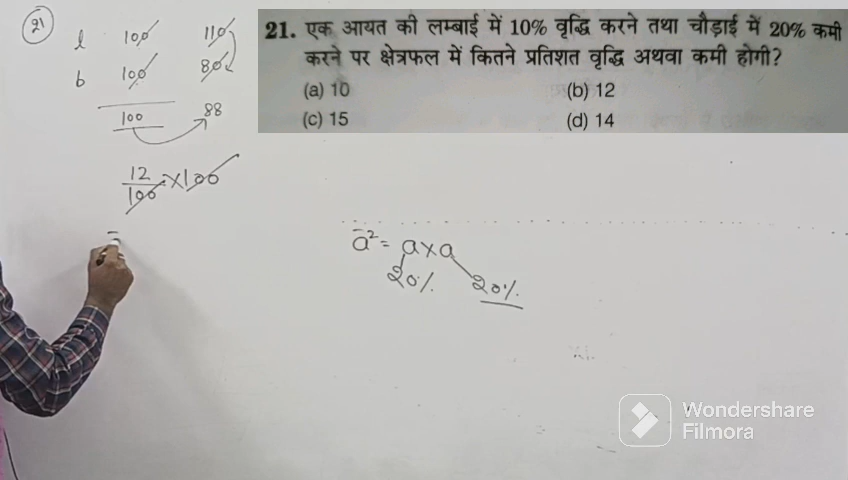 21
l 100 110
b 100 80
100 88
12/100 × 100
=
21. एक आयत की लम्बाई में 10% वृद्धि करने तथा चौड़ाई में 20% कमी
करने पर क्षेत्रफल में कितने प्रतिशत वृद्धि अथवा कमी होगी?
(a) 10 (b) 12
(c) 15 (d) 14
a² = a×a
20% 20%
Wondershare
Filmora